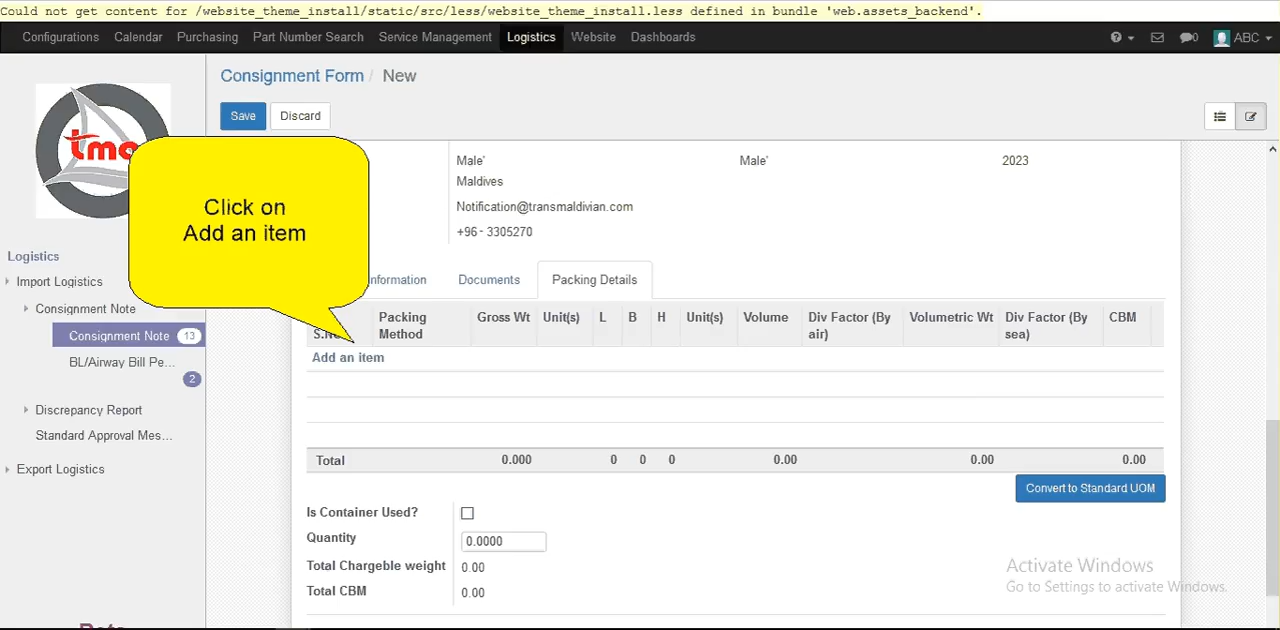 Could not get content for /website_theme_install/static/src/less/website_theme_install.less defined in bundle 'web.assets_backend'.
Configurations Calendar Purchasing Part Number Search Service Management Logistics Website Dashboards 0 ABC
Consignment Form / New
Save Discard
tma
Click on
Add an item
Male' Male' 2023
Maldives
Notification@transmaldivian.com
+96- 3305270
Logistics
Import Logistics
Consignment Note
Consignment Note 13
BL/Airway Bill Pe...
2
Discrepancy Report
Standard Approval Mes...
Export Logistics
Documents Packing Details
Packing Method Gross Wt Unit(s) L B H Unit(s) Volume Div Factor (By air) Volumetric Wt Div Factor (By sea) CBM
Add an item
Total 0.000 0 0 0 0.00 0.00 0.00
Convert to Standard UOM
Is Container Used?
Quantity 0.0000
Total Chargeble weight 0.00
Total CBM 0.00
Activate Windows
Go to Settings to activate Windows.